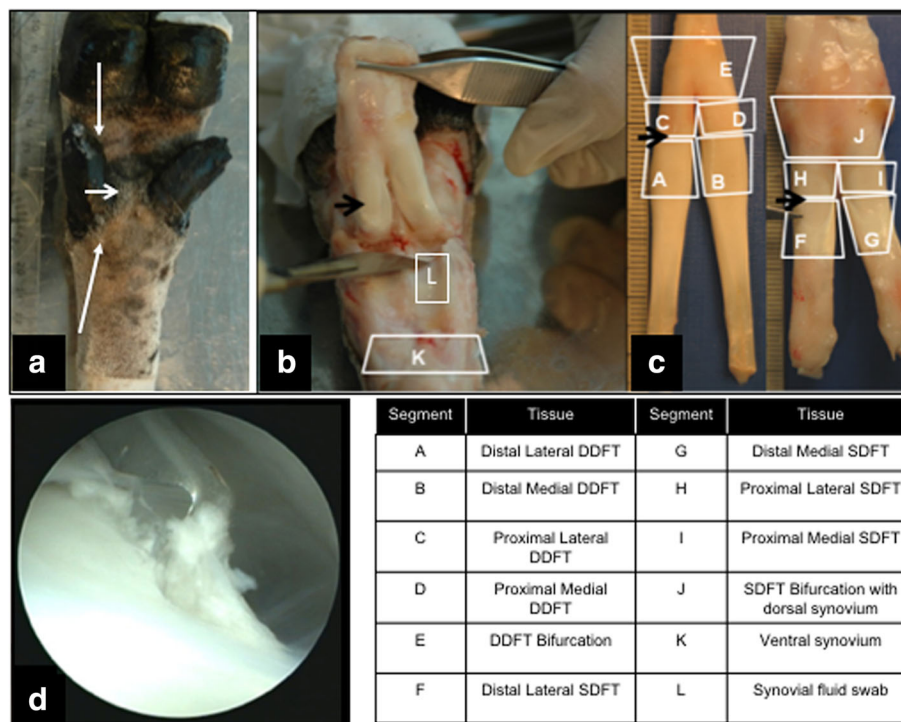 a
b
L
K
c
E
C
D
A
B
J
H
I
F
G
d
Segment Tissue Segment Tissue
A Distal Lateral DDFT G Distal Medial SDFT
B Distal Medial DDFT H Proximal Lateral SDFT
C Proximal Lateral DDFT I Proximal Medial SDFT
D Proximal Medial DDFT J SDFT Bifurcation with dorsal synovium
E DDFT Bifurcation K Ventral synovium
F Distal Lateral SDFT L Synovial fluid swab